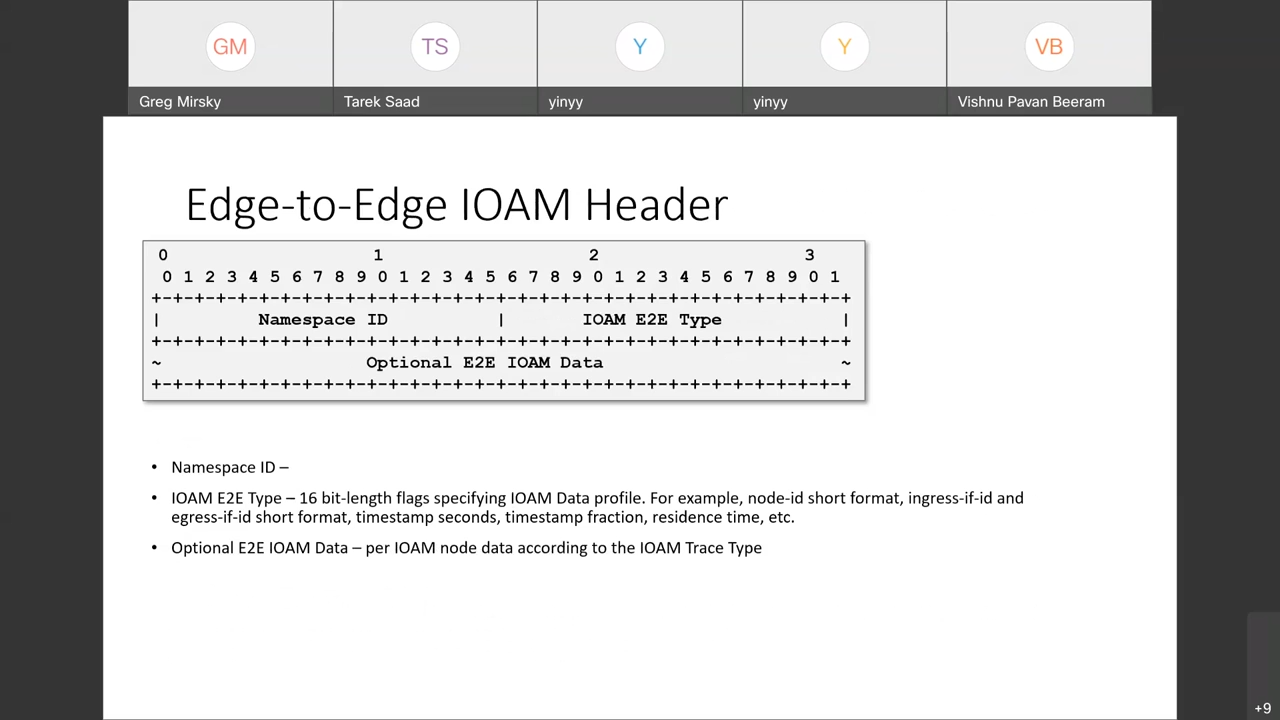 GM TS Y Y VB
Greg Mirsky Tarek Saad yinyy yinyy Vishnu Pavan Beeram
Edge-to-Edge IOAM Header
0 1 2 3
0 1 2 3 4 5 6 7 8 9 0 1 2 3 4 5 6 7 8 9 0 1 2 3 4 5 6 7 8 9 0 1
+-+-+-+-+-+-+-+-+-+-+-+-+-+-+-+-+-+-+-+-+-+-+-+-+-+-+-+-+-+-+-+-+
| Namespace ID | IOAM E2E Type |
+-+-+-+-+-+-+-+-+-+-+-+-+-+-+-+-+-+-+-+-+-+-+-+-+-+-+-+-+-+-+-+-+
~ Optional E2E IOAM Data ~
+-+-+-+-+-+-+-+-+-+-+-+-+-+-+-+-+-+-+-+-+-+-+-+-+-+-+-+-+-+-+-+-+
• Namespace ID –
• IOAM E2E Type – 16 bit-length flags specifying IOAM Data profile. For example, node-id short format, ingress-if-id and
egress-if-id short format, timestamp seconds, timestamp fraction, residence time, etc.
• Optional E2E IOAM Data – per IOAM node data according to the IOAM Trace Type
+9